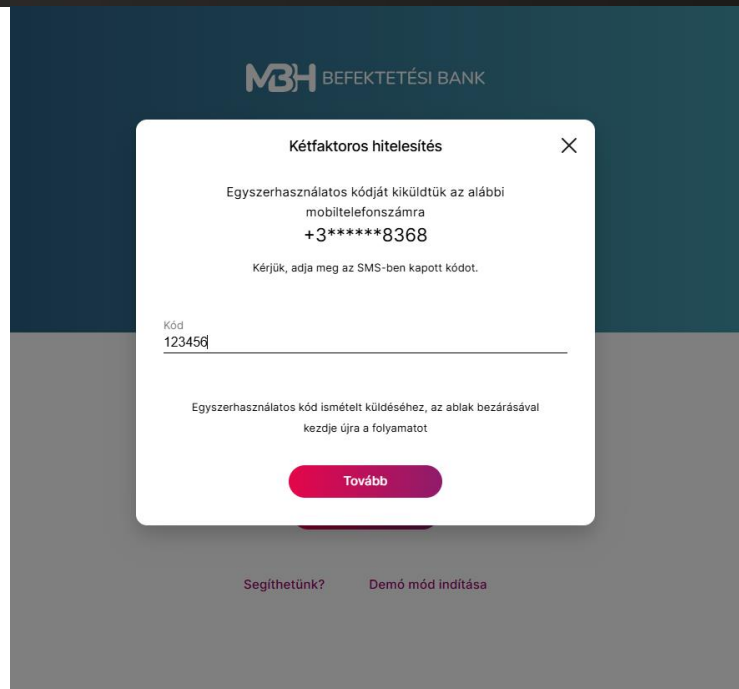 MBH BEFEKTETÉSI BANK
Kétfaktoros hitelesítés
Egyszerhasználatos kódját kiküldtük az alábbi
mobiltelefonszámra
+3******8368
Kérjük, adja meg az SMS-ben kapott kódot.
Kód
123456
Egyszerhasználatos kód ismételt küldéséhez, az ablak bezárásával
kezdje újra a folyamatot
Tovább
Segíthetünk? Demó mód indítása